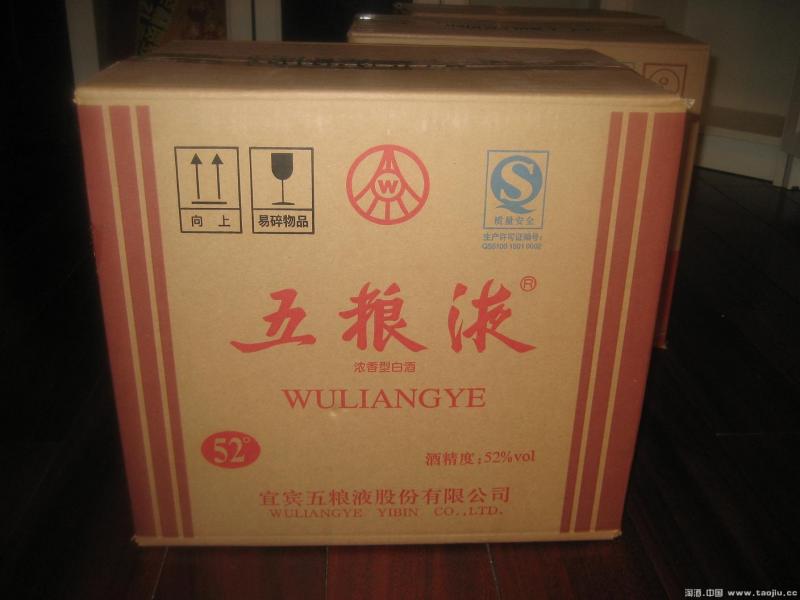 向 上
易碎物品
W
QS
质量安全
生产许可证编号:
QS5100 1501 0002
五粮液®
浓香型白酒
WULIANGYE
52°
酒精度:52%vol
宜宾五粮液股份有限公司
WULIANGYE YIBIN CO.,LTD.
淘酒.中国 www.taojiu.cc